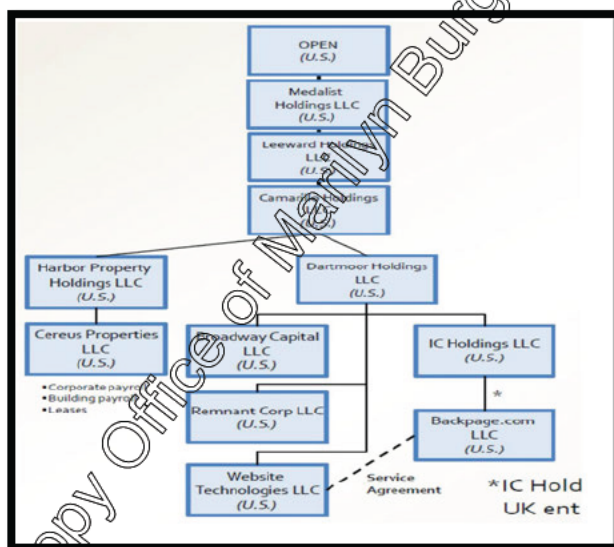 OPEN
(U.S.)
Medalist
Holdings LLC
(U.S.)
Leeward Holdings
LLC
(U.S.)
Camarillo Holdings
(U.S.)
Harbor Property
Holdings LLC
(U.S.)
Dartmoor Holdings
LLC
(U.S.)
Cereus Properties
LLC
(U.S.)
•Corporate payroll
•Building payroll
•Leases
Broadway Capital
LLC
(U.S.)
IC Holdings LLC
(U.S.)
*
Remnant Corp LLC
(U.S.)
Backpage.com
LLC
(U.S.)
Website
Technologies LLC
(U.S.)
Service
Agreement
*IC Hold
UK ent
opy Office of Marilyn Burg